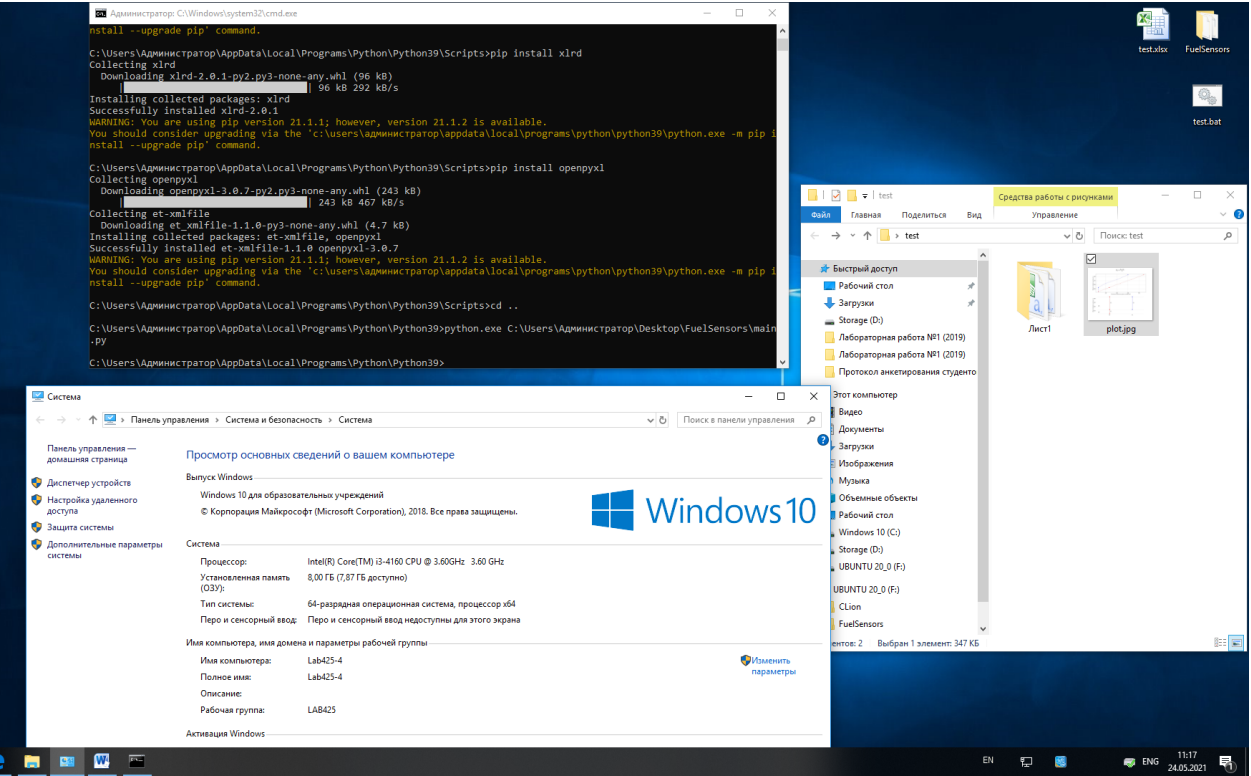 Администратор: C:\Windows\system32\cmd.exe
nstall --upgrade pip' command.
C:\Users\Администратор\AppData\Local\Programs\Python\Python39\Scripts>pip install xlrd
Collecting xlrd
Downloading xlrd-2.0.1-py2.py3-none-any.whl (96 kB)
| | 96 kB 292 kB/s
Installing collected packages: xlrd
Successfully installed xlrd-2.0.1
WARNING: You are using pip version 21.1.1; however, version 21.1.2 is available.
You should consider upgrading via the 'c:\users\администратор\appdata\local\programs\python\python39\python.exe -m pip i
nstall --upgrade pip' command.
C:\Users\Администратор\AppData\Local\Programs\Python\Python39\Scripts>pip install openpyxl
Collecting openpyxl
Downloading openpyxl-3.0.7-py2.py3-none-any.whl (243 kB)
| | 243 kB 467 kB/s
Collecting et-xmlfile
Downloading et_xmlfile-1.1.0-py3-none-any.whl (4.7 kB)
Installing collected packages: et-xmlfile, openpyxl
Successfully installed et-xmlfile-1.1.0 openpyxl-3.0.7
WARNING: You are using pip version 21.1.1; however, version 21.1.2 is available.
You should consider upgrading via the 'c:\users\администратор\appdata\local\programs\python\python39\python.exe -m pip i
nstall --upgrade pip' command.
C:\Users\Администратор\AppData\Local\Programs\Python\Python39\Scripts>cd ..
C:\Users\Администратор\AppData\Local\Programs\Python\Python39>python.exe C:\Users\Администратор\Desktop\FuelSensors\main
.py
C:\Users\Администратор\AppData\Local\Programs\Python\Python39>
test.xlsx
FuelSensors
test.bat
test
Средства работы с рисунками
Файл Главная Поделиться Вид Управление
test
Поиск: test
Быстрый доступ
Рабочий стол
Загрузки
Storage (D:)
Лабораторная работа №1 (2019)
Лабораторная работа №1 (2019)
Протокол анкетирования студенто
Этот компьютер
Видео
Документы
Загрузки
Изображения
Музыка
Объемные объекты
Рабочий стол
Windows 10 (C:)
Storage (D:)
UBUNTU 20_0 (F:)
UBUNTU 20_0 (F:)
CLion
FuelSensors
Лист1
plot.jpg
ентов: 2 Выбран 1 элемент: 347 КБ
Система
Панель управления › Система и безопасность › Система
Поиск в панели управления
Панель управления —
домашняя страница
Диспетчер устройств
Настройка удаленного
доступа
Защита системы
Дополнительные параметры
системы
Просмотр основных сведений о вашем компьютере
Выпуск Windows
Windows 10 для образовательных учреждений
© Корпорация Майкрософт (Microsoft Corporation), 2018. Все права защищены.
Windows 10
Система
Процессор: Intel(R) Core(TM) i3-4160 CPU @ 3.60GHz 3.60 GHz
Установленная память
(ОЗУ): 8,00 ГБ (7,87 ГБ доступно)
Тип системы: 64-разрядная операционная система, процессор x64
Перо и сенсорный ввод: Перо и сенсорный ввод недоступны для этого экрана
Имя компьютера, имя домена и параметры рабочей группы
Имя компьютера: Lab425-4
Изменить
параметры
Полное имя: Lab425-4
Описание:
Рабочая группа: LAB425
Активация Windows
EN
ENG
11:17
24.05.2021